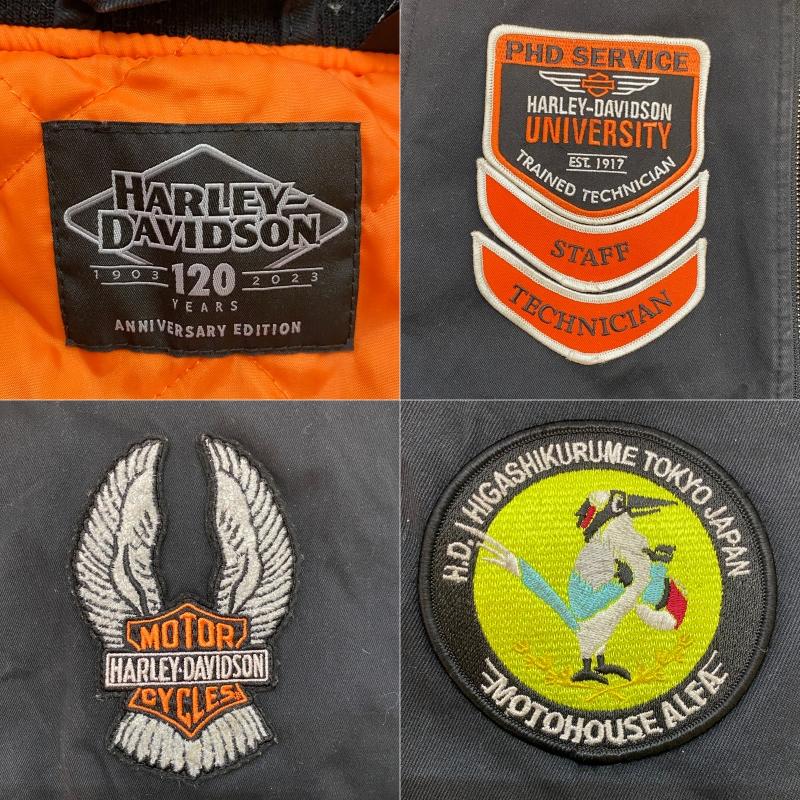 HARLEY-
DAVIDSON
1903 120 2023
YEARS
ANNIVERSARY EDITION
PHD SERVICE
HARLEY-DAVIDSON
UNIVERSITY
EST. 1917
TRAINED TECHNICIAN
STAFF
TECHNICIAN
MOTOR
HARLEY-DAVIDSON
CYCLES
H.D. HIGASHIKURUME TOKYO JAPAN
MOTOHOUSE ALFA